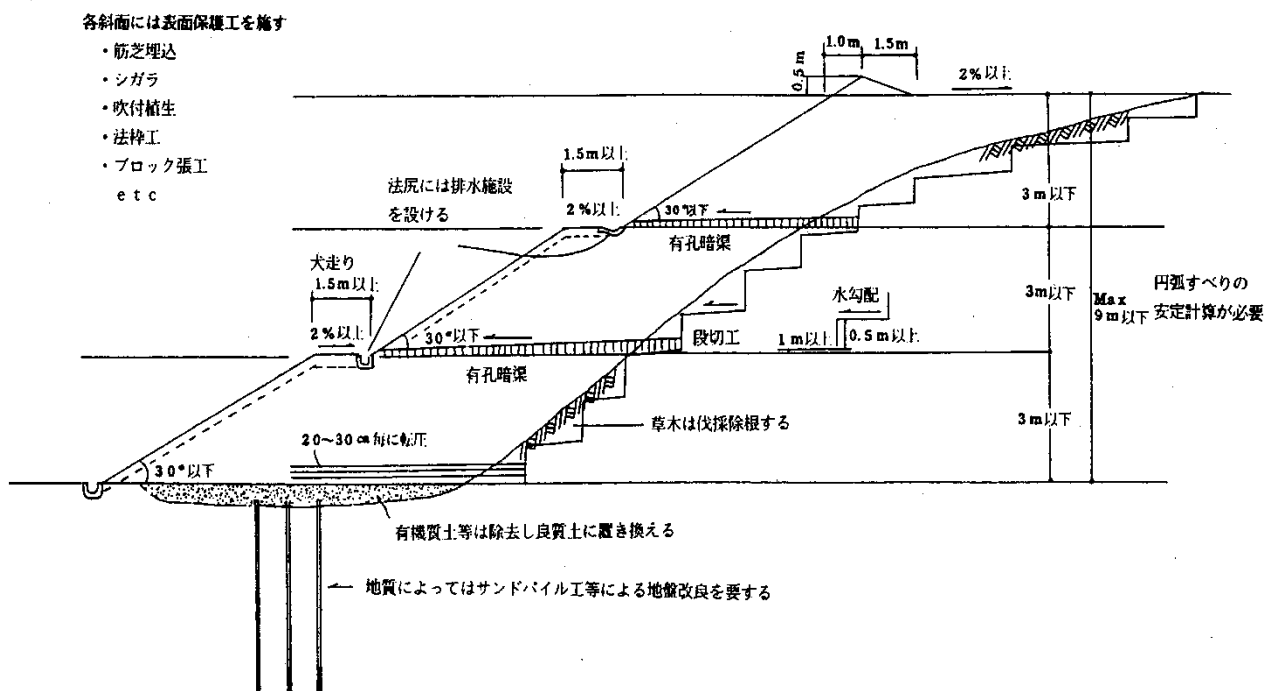 各斜面には表面保護工を施す
・筋芝埋込
・シガラ
・吹付植生
・法枠工
・ブロック張工
etc
1.0m
1.5m
0.5m
2%以上
1.5m以上
法尻には排水施設
を設ける
2%以上
30°以下
有孔暗渠
3m以下
犬走り
1.5m以上
2%以上
30°以下
有孔暗渠
段切工
水勾配
1m以上
0.5m以上
3m以下
Max
9m以下
円弧すべりの
安定計算が必要
草木は伐採除根する
3m以下
20~30cm毎に転圧
30°以下
有機質土等は除去し良質土に置き換える
地質によってはサンドパイル工等による地盤改良を要する